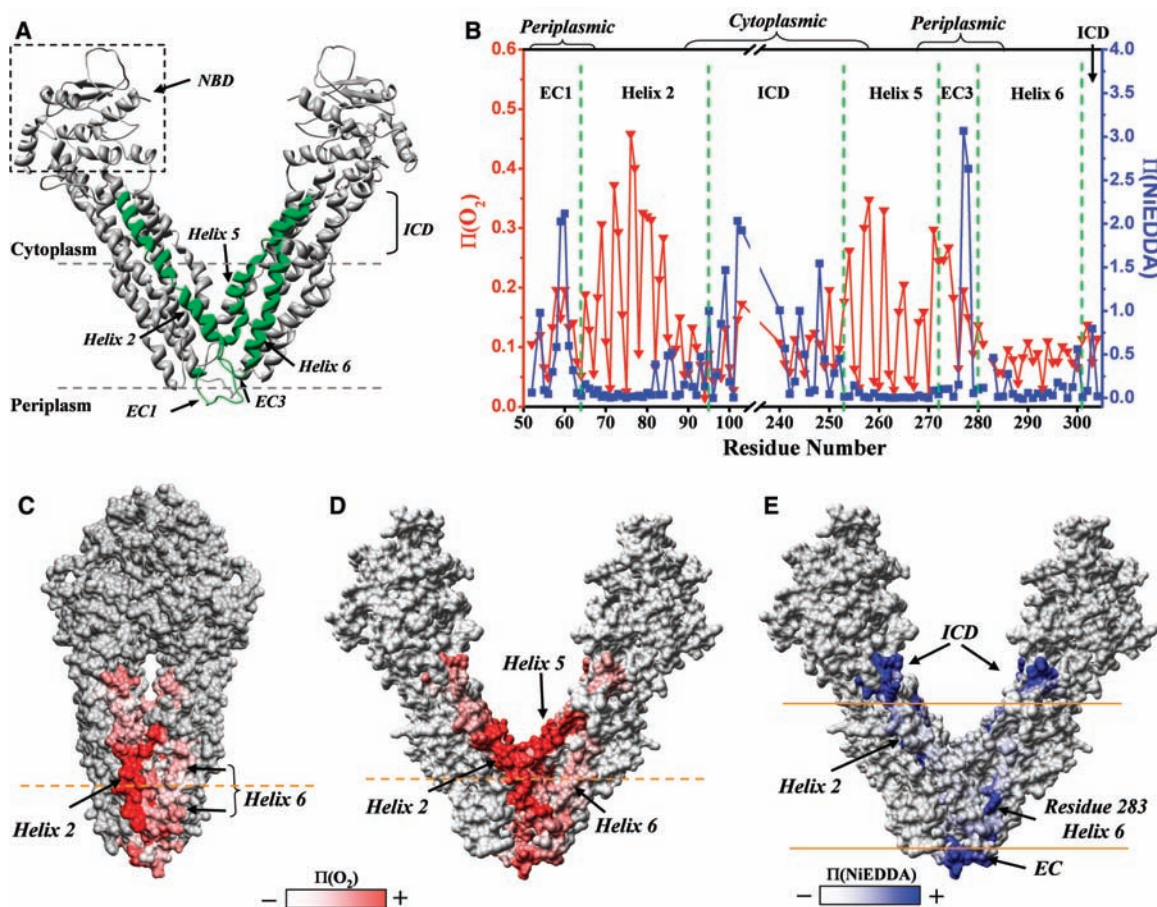 A
NBD
ICD
Helix 5
Cytoplasm
Helix 2
Helix 6
Periplasm
EC1
EC3
B
Periplasmic
Cytoplasmic
Periplasmic
ICD
EC1
Helix 2
ICD
Helix 5
EC3
Helix 6
Π(O2)
0.6
0.5
0.4
0.3
0.2
0.1
0.0
Π(NiEDDA)
4.0
3.5
3.0
2.5
2.0
1.5
1.0
0.5
0.0
50 60 70 80 90 100 240 250 260 270 280 290 300
Residue Number
C
Helix 6
Helix 2
D
Helix 5
Helix 2
Helix 6
E
ICD
Helix 2
Residue 283
Helix 6
EC
Π(O2)
− +
Π(NiEDDA)
− +